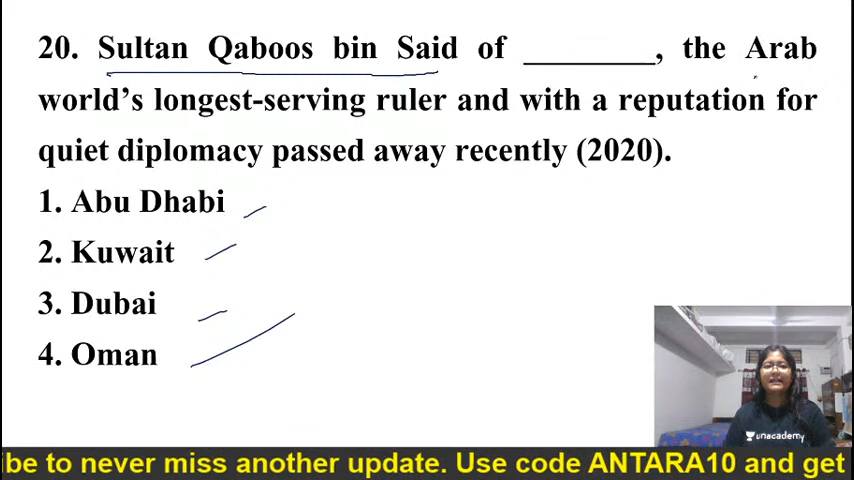 20. Sultan Qaboos bin Said of ________, the Arab
world’s longest-serving ruler and with a reputation for
quiet diplomacy passed away recently (2020).
1. Abu Dhabi
2. Kuwait
3. Dubai
4. Oman
unacademy
be to never miss another update. Use code ANTARA10 and get